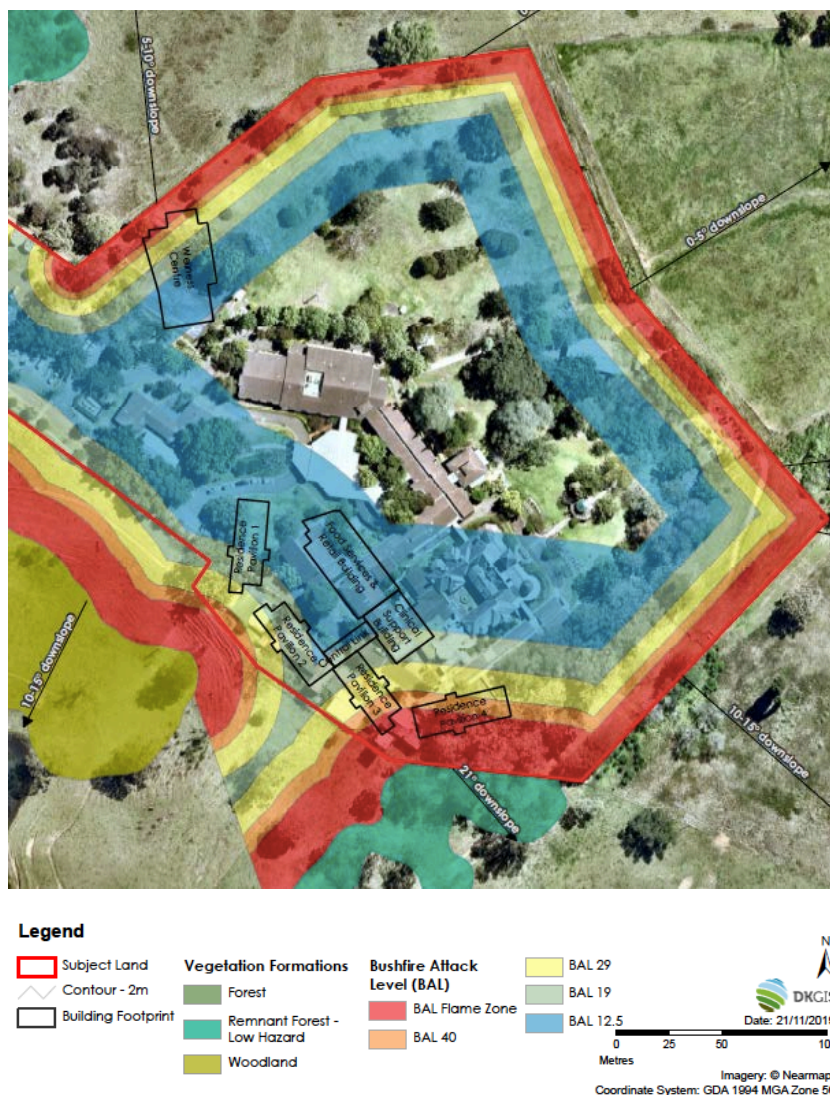 5-10° downslope
0-5° downslope
Wellness
Centre
Residence
Pavilion 1
Food Services &
Retail Building
Clinical
Support
Building
Residence
Pavilion 2
Central Link
Residence
Pavilion 3
Residence
Pavilion 4
10-15° downslope
10-15° downslope
21° downslope
Legend
Subject Land
Contour - 2m
Building Footprint
Vegetation Formations
Forest
Remnant Forest -
Low Hazard
Woodland
Bushfire Attack
Level (BAL)
BAL Flame Zone
BAL 40
BAL 29
BAL 19
BAL 12.5
N
DKGIS
Date: 21/11/2019
0 25 50 10
Metres
Imagery: © Nearmap
Coordinate System: GDA 1994 MGA Zone 56